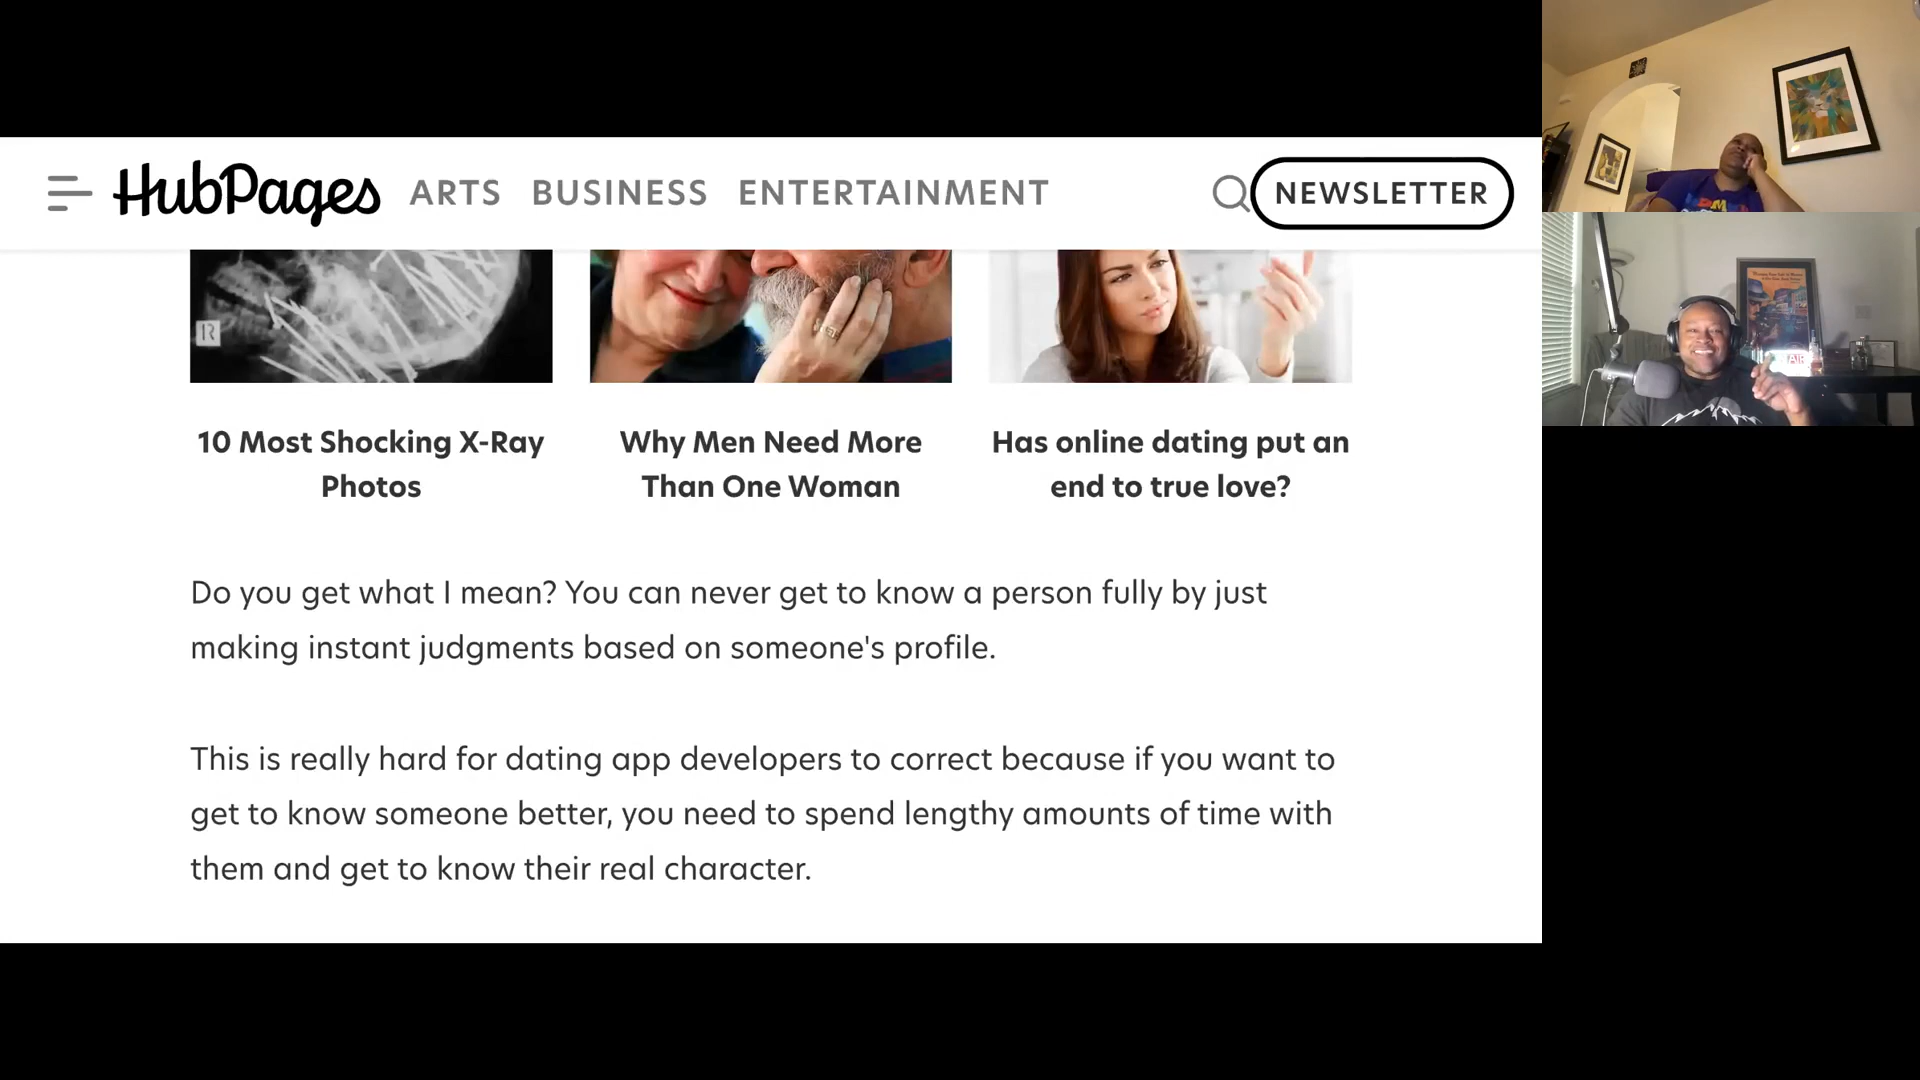 HubPages ARTS BUSINESS ENTERTAINMENT NEWSLETTER
R
10 Most Shocking X-Ray
Photos
Why Men Need More
Than One Woman
Has online dating put an
end to true love?
Do you get what I mean? You can never get to know a person fully by just
making instant judgments based on someone's profile.
This is really hard for dating app developers to correct because if you want to
get to know someone better, you need to spend lengthy amounts of time with
them and get to know their real character.
AIR